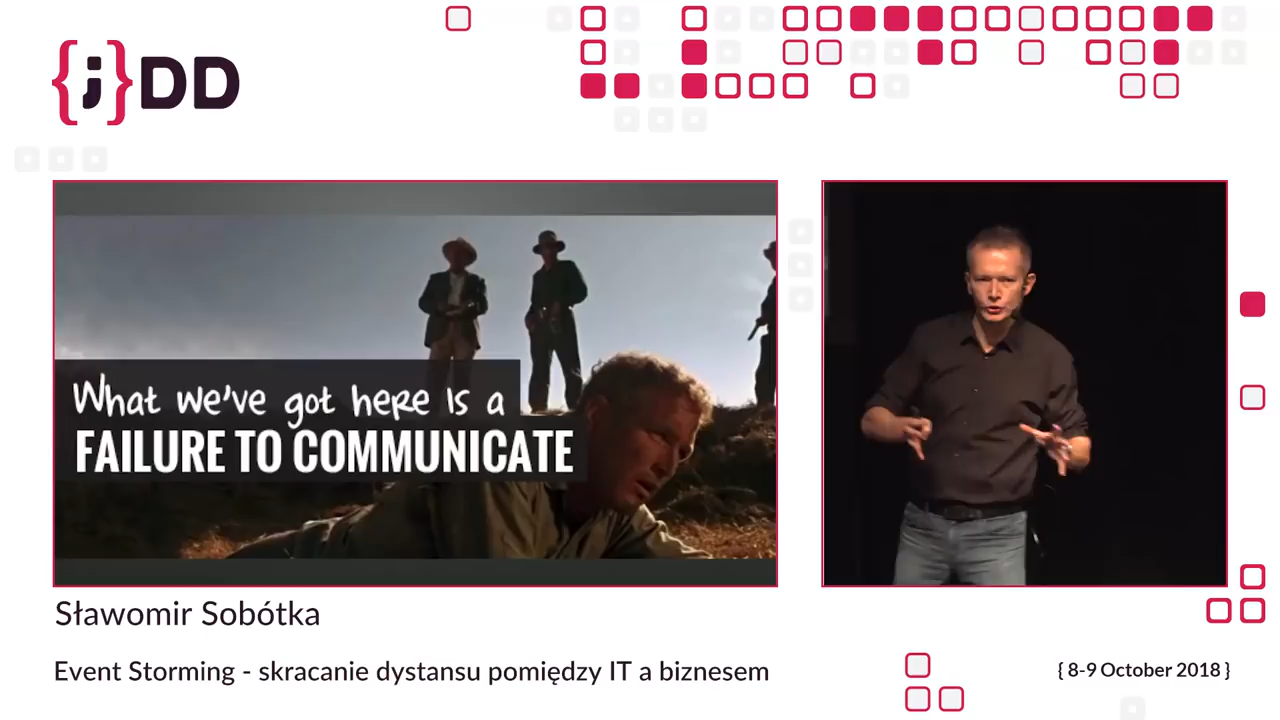 {j}DD
What we've got here is a
FAILURE TO COMMUNICATE
Sławomir Sobótka
Event Storming - skracanie dystansu pomiędzy IT a biznesem
{ 8-9 October 2018 }